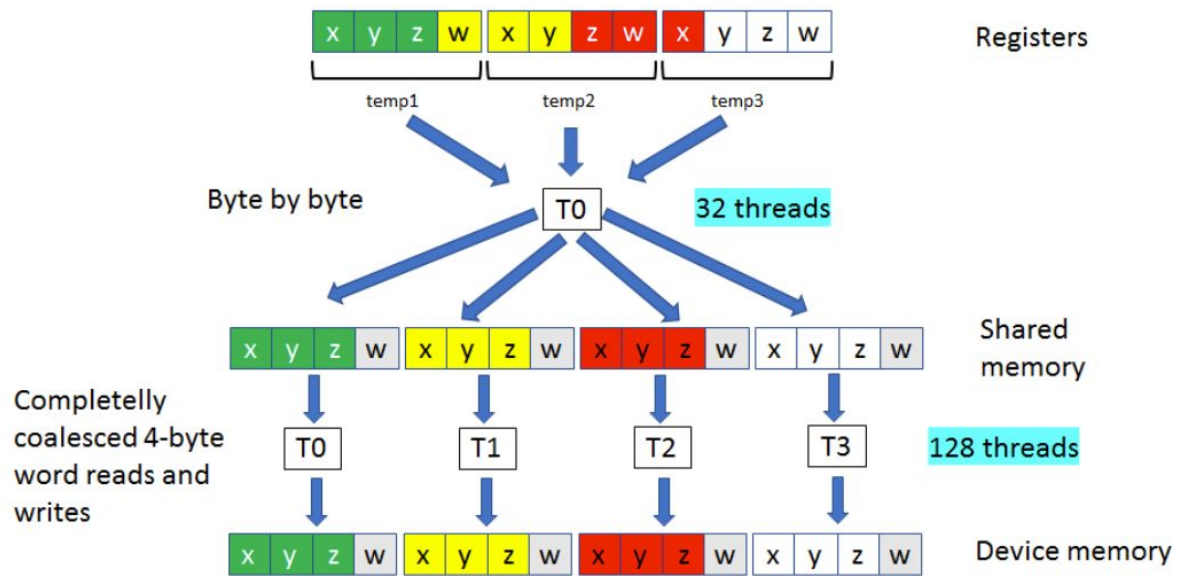 x y z w x y z w x y z w
Registers
temp1 temp2 temp3
Byte by byte
T0
32 threads
x y z w x y z w x y z w x y z w
Shared
memory
Completelly
coalesced 4-byte
word reads and
writes
T0 T1 T2 T3
128 threads
x y z w x y z w x y z w x y z w
Device memory